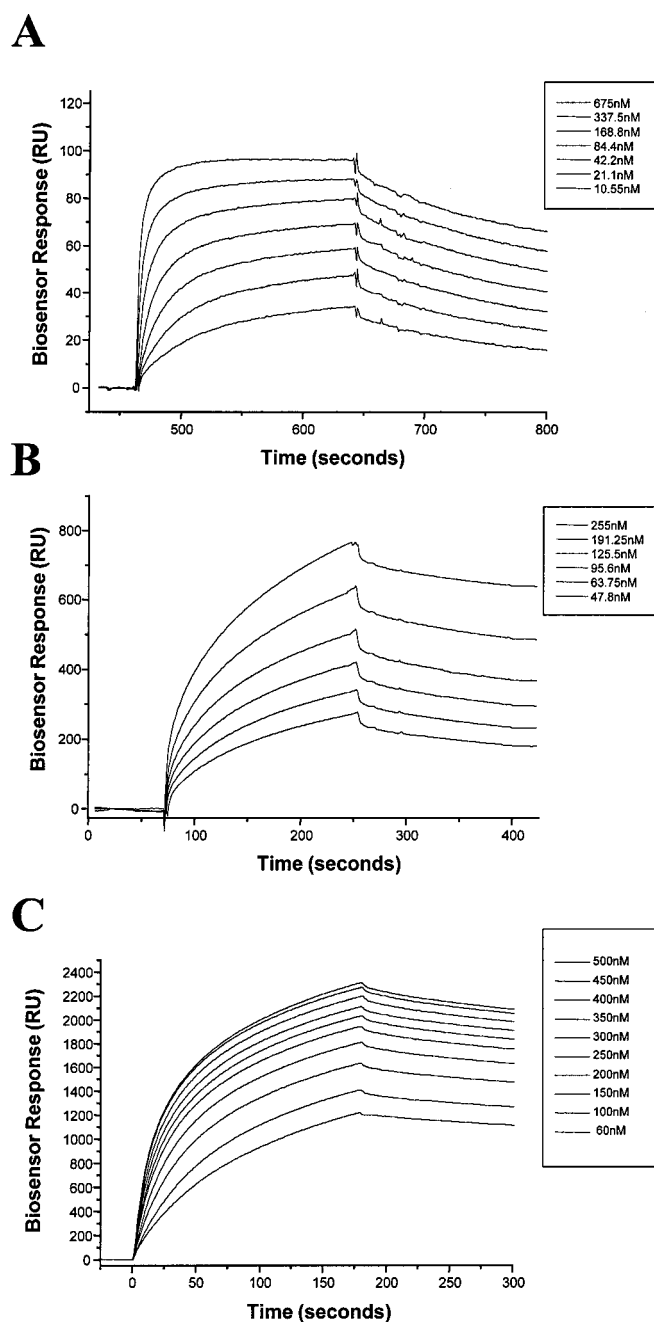 A
Biosensor Response (RU)
120
100
80
60
40
20
0
500 600 700 800
Time (seconds)
675nM
337.5nM
168.8nM
84.4nM
42.2nM
21.1nM
10.55nM
B
Biosensor Response (RU)
800
600
400
200
0
0 100 200 300 400
Time (seconds)
255nM
191.25nM
125.5nM
95.6nM
63.75nM
47.8nM
C
Biosensor Response (RU)
2400
2200
2000
1800
1600
1400
1200
1000
800
600
400
200
0
0 50 100 150 200 250 300
Time (seconds)
500nM
450nM
400nM
350nM
300nM
250nM
200nM
150nM
100nM
60nM